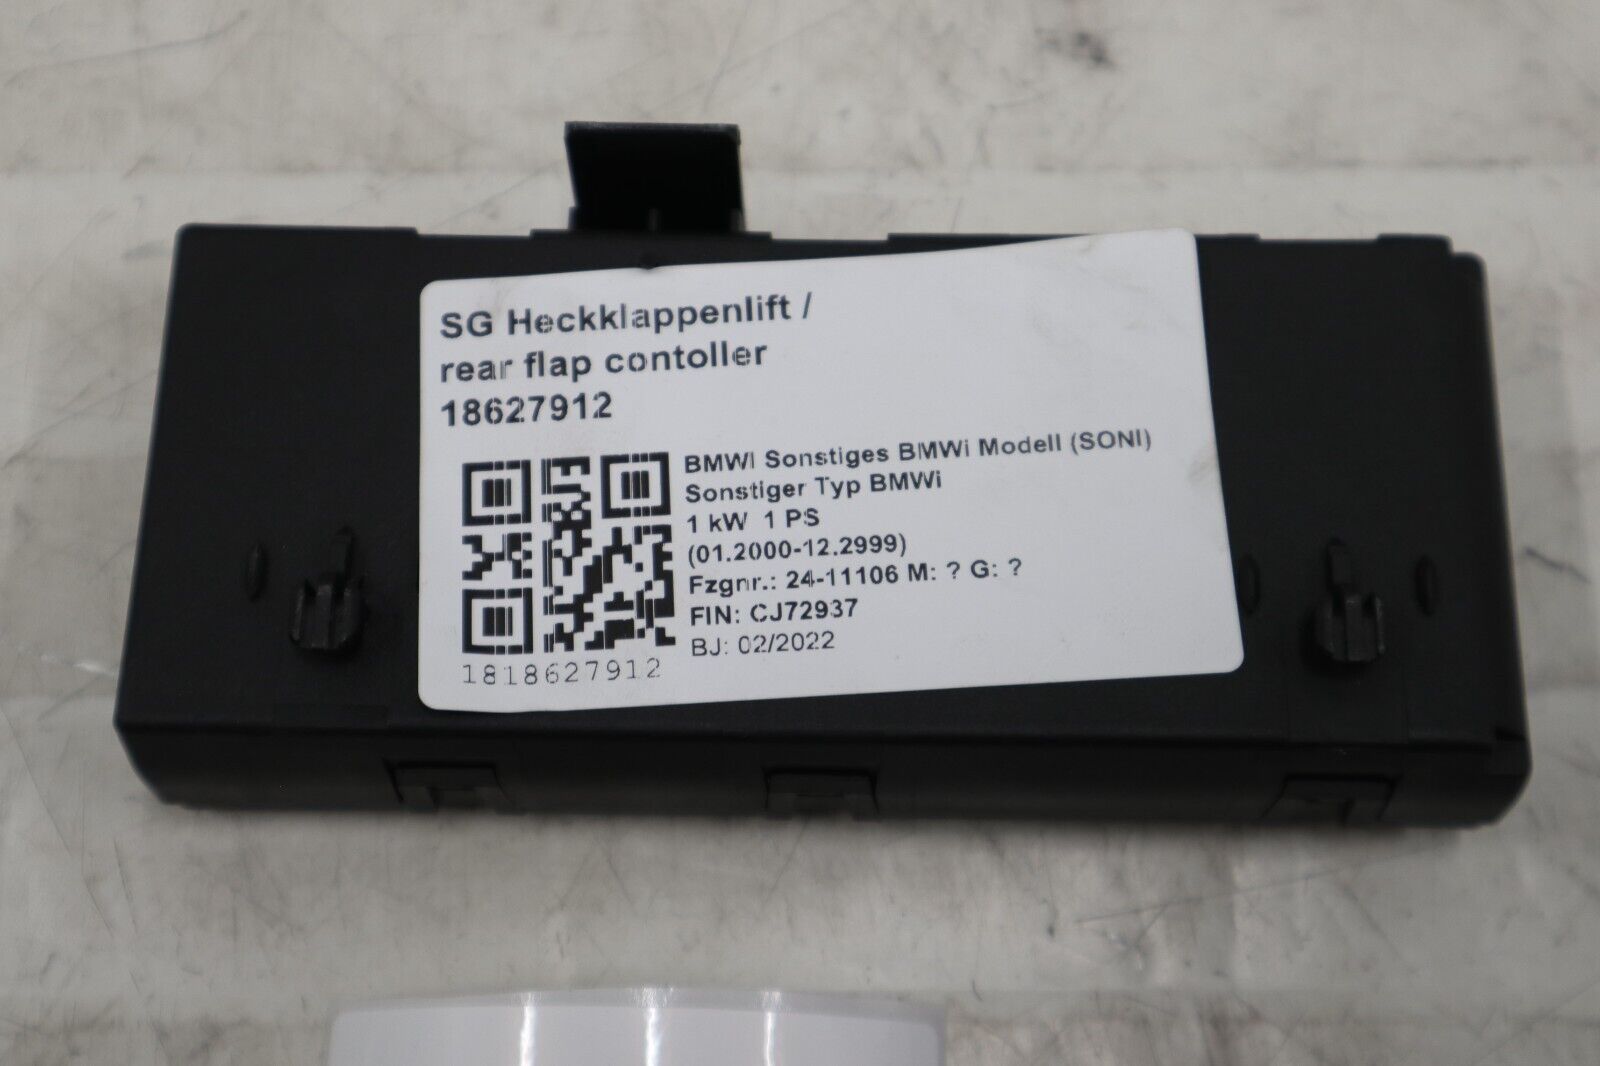 SG Heckklappenlift /
rear flap contoller
18627912
BMWI Sonstiges BMWi Modell (SONI)
Sonstiger Typ BMWi
1 kW 1 PS
(01.2000-12.2999)
Fzgnr.: 24-11106 M: ? G: ?
FIN: CJ72937
BJ: 02/2022
1818627912